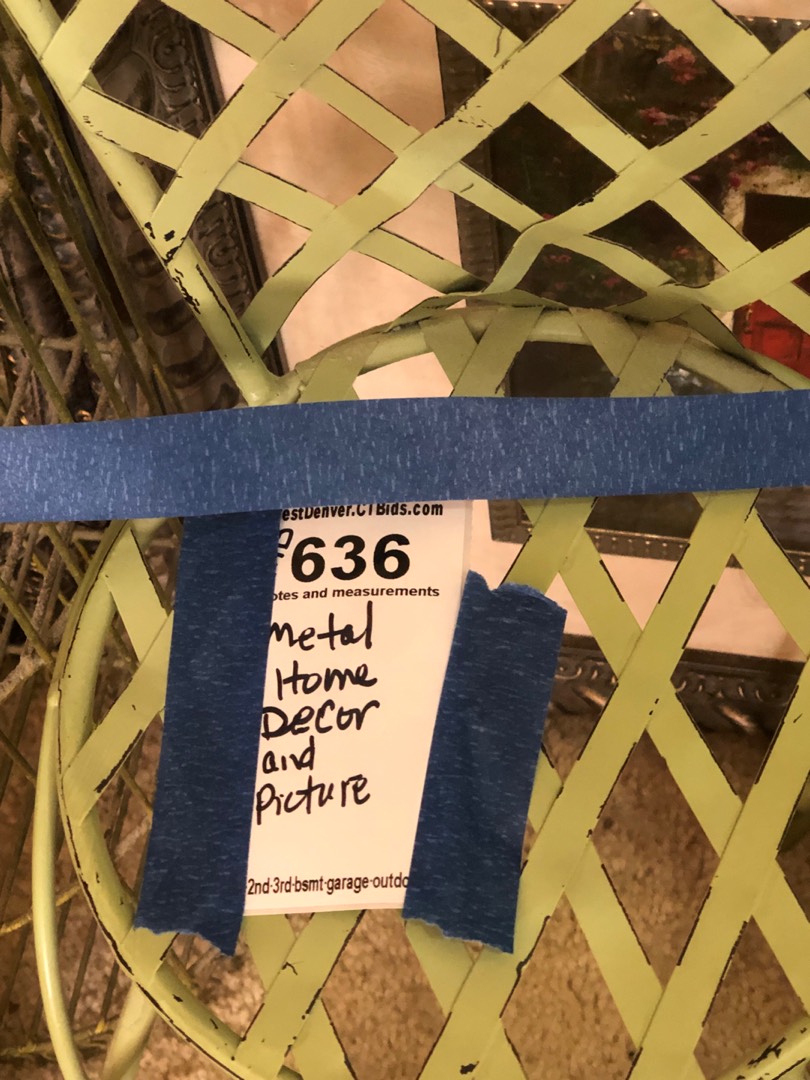 estDenver.CTBids.com
636
otes and measurements
Metal
Home
Decor
and
Picture
2nd-3rd-bsmt-garage-outdo